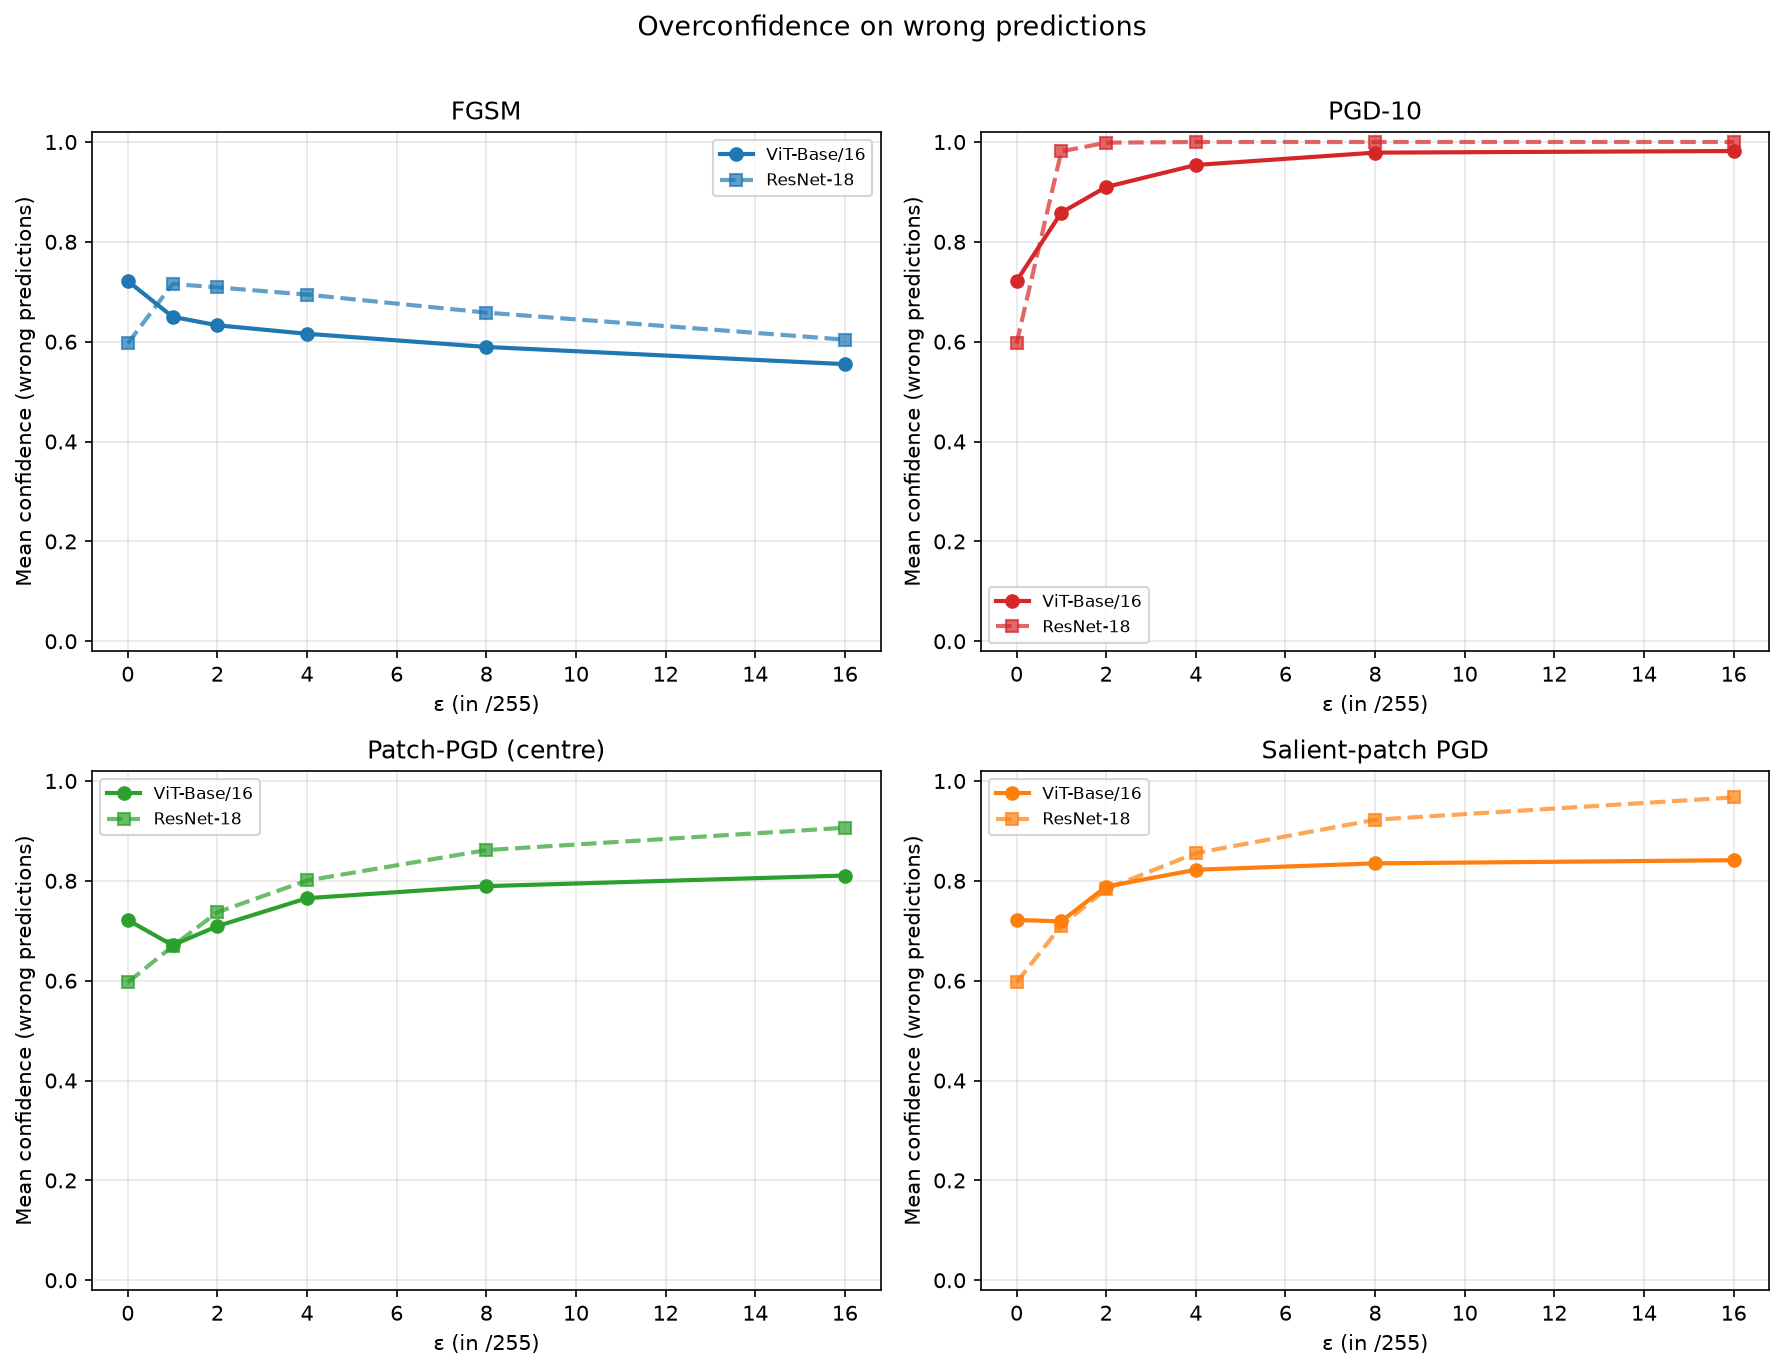 Overconfidence on wrong predictions
FGSM
Mean confidence (wrong predictions)
1.0
0.8
0.6
0.4
0.2
0.0
ViT-Base/16
ResNet-18
0 2 4 6 8 10 12 14 16
ε (in /255)
PGD-10
Mean confidence (wrong predictions)
1.0
0.8
0.6
0.4
0.2
0.0
ViT-Base/16
ResNet-18
0 2 4 6 8 10 12 14 16
ε (in /255)
Patch-PGD (centre)
Mean confidence (wrong predictions)
1.0
0.8
0.6
0.4
0.2
0.0
ViT-Base/16
ResNet-18
0 2 4 6 8 10 12 14 16
ε (in /255)
Salient-patch PGD
Mean confidence (wrong predictions)
1.0
0.8
0.6
0.4
0.2
0.0
ViT-Base/16
ResNet-18
0 2 4 6 8 10 12 14 16
ε (in /255)